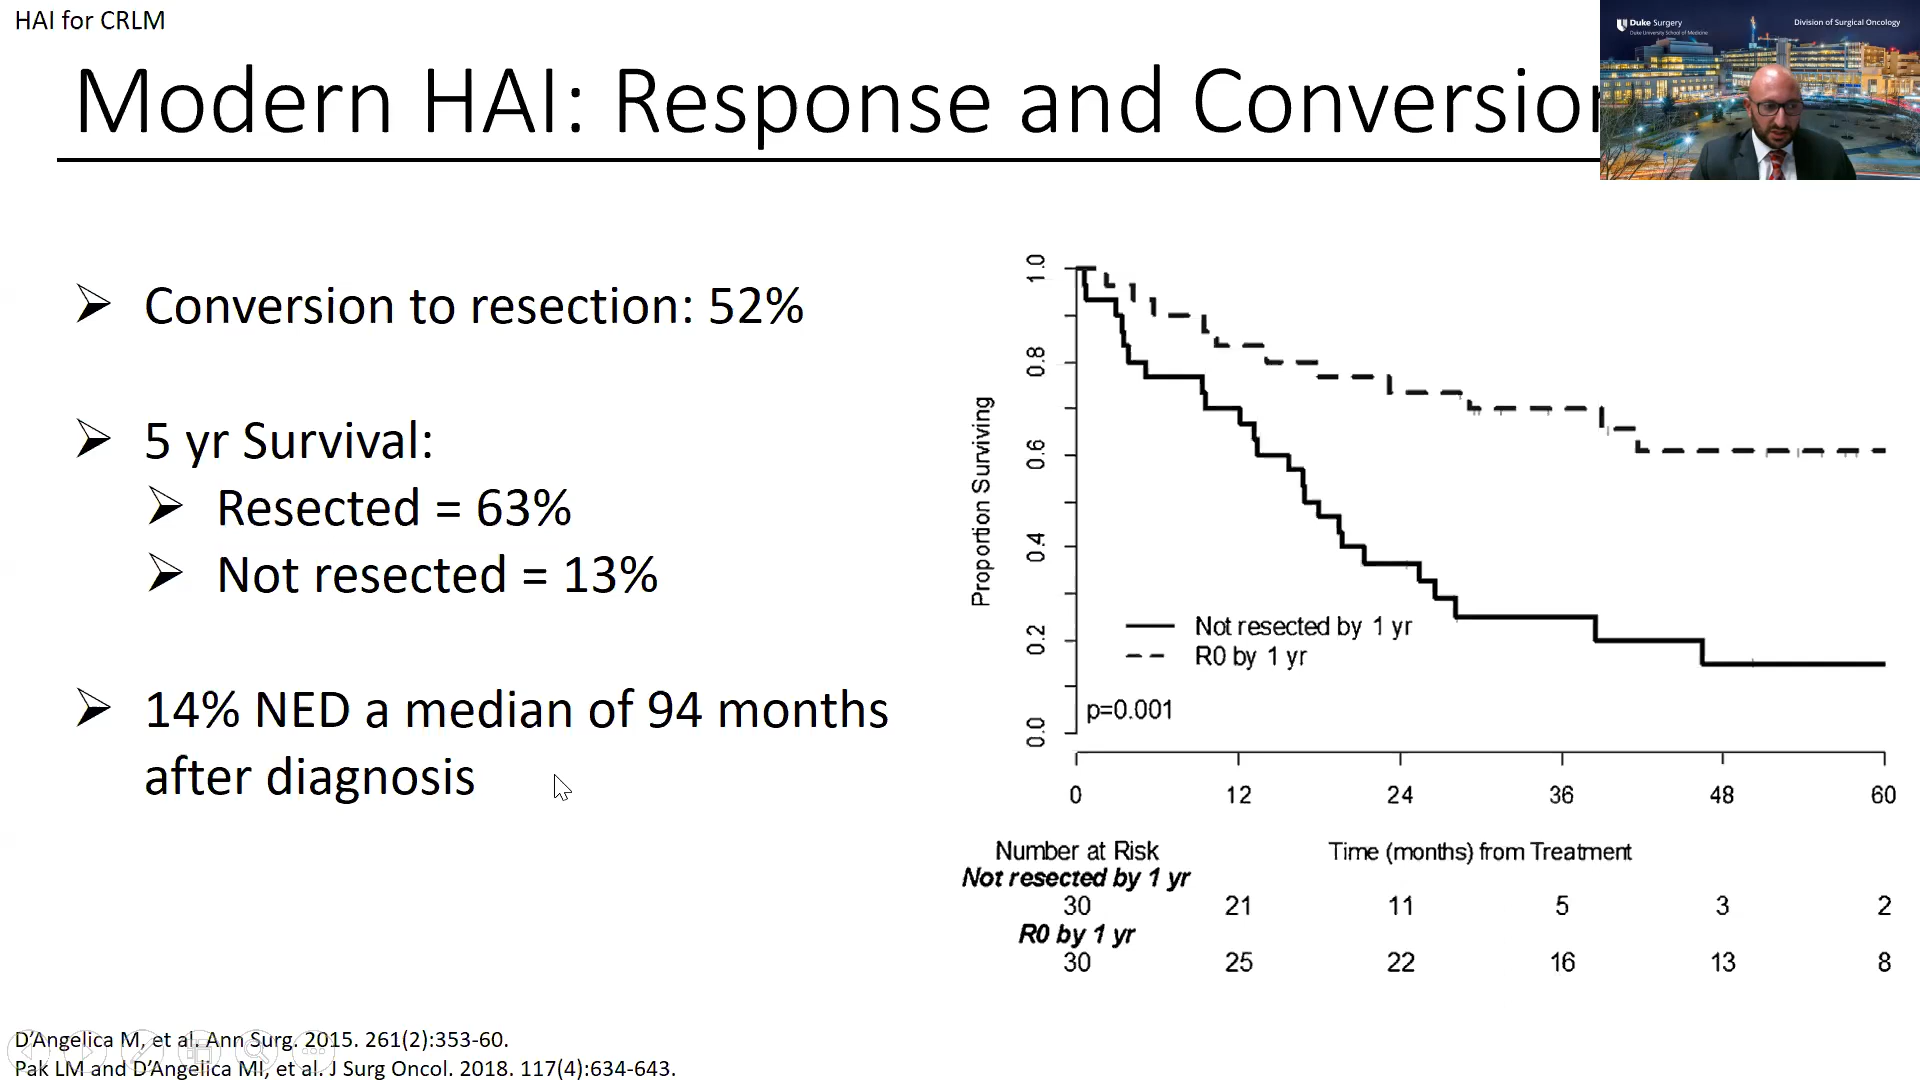 HAI for CRLM
Duke Surgery
Duke University School of Medicine
Division of Surgical Oncology
Modern HAI: Response and Conversion
➢ Conversion to resection: 52%
➢ 5 yr Survival:
➢ Resected = 63%
➢ Not resected = 13%
➢ 14% NED a median of 94 months
after diagnosis
Proportion Surviving
1.0
0.8
0.6
0.4
0.2
0.0
Not resected by 1 yr
R0 by 1 yr
p=0.001
0 12 24 36 48 60
Number at Risk
Time (months) from Treatment
Not resected by 1 yr
30 21 11 5 3 2
R0 by 1 yr
30 25 22 16 13 8
D’Angelica M, et al. Ann Surg. 2015. 261(2):353-60.
Pak LM and D’Angelica MI, et al. J Surg Oncol. 2018. 117(4):634-643.